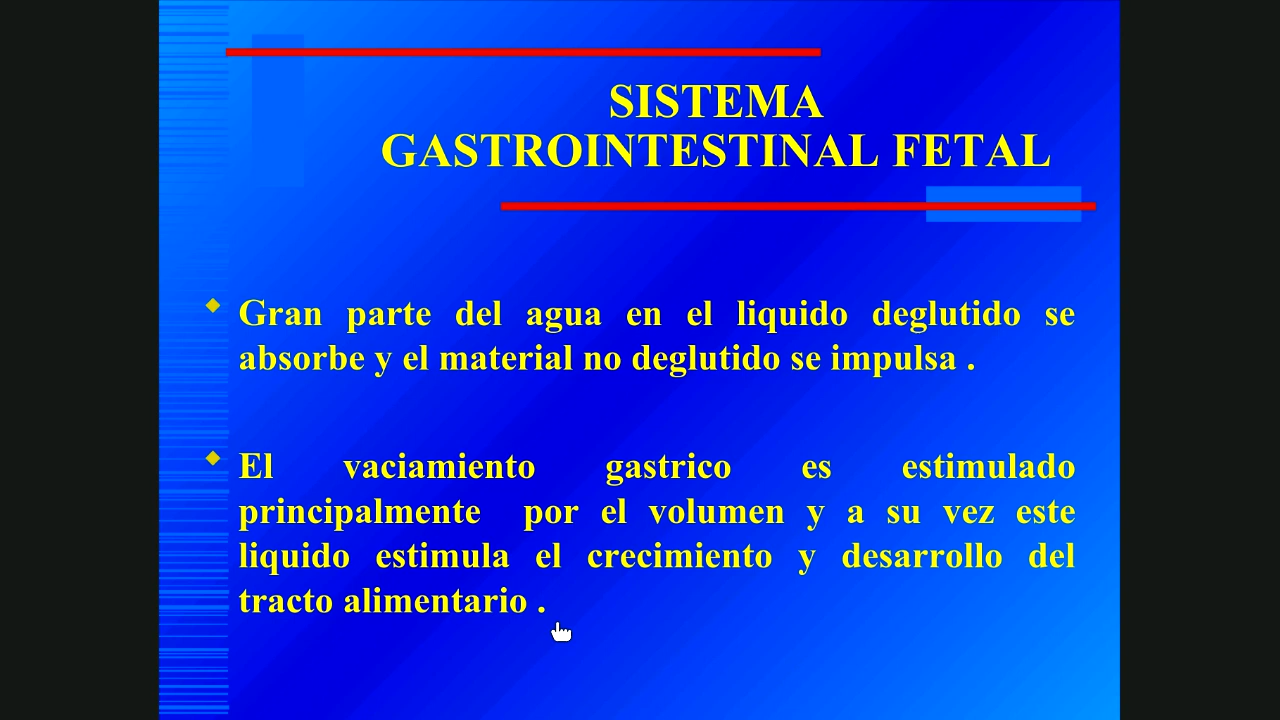 SISTEMA
GASTROINTESTINAL FETAL
Gran parte del agua en el liquido deglutido se
absorbe y el material no deglutido se impulsa .
El vaciamiento gastrico es estimulado
principalmente por el volumen y a su vez este
liquido estimula el crecimiento y desarrollo del
tracto alimentario .